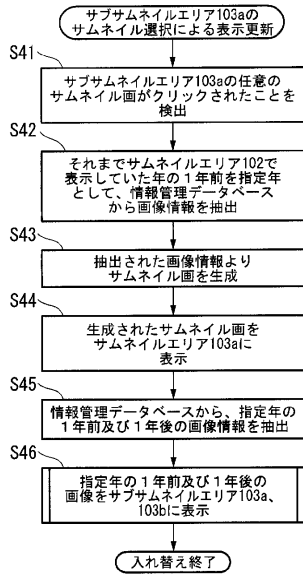 サブサムネイルエリア103aの
サムネイル選択による表示更新
S41
サブサムネイルエリア103aの任意の
サムネイル画がクリックされたことを
検出
S42
それまでサムネイルエリア102で
表示していた年の1年前を指定年
として、情報管理データベース
から画像情報を抽出
S43
抽出された画像情報より
サムネイル画を生成
S44
生成されたサムネイル画を
サムネイルエリア103aに
表示
S45
情報管理データベースから、指定年の
1年前及び1年後の画像情報を抽出
S46
指定年の1年前及び1年後の
画像をサブサムネイルエリア103a、
103bに表示
入れ替え終了